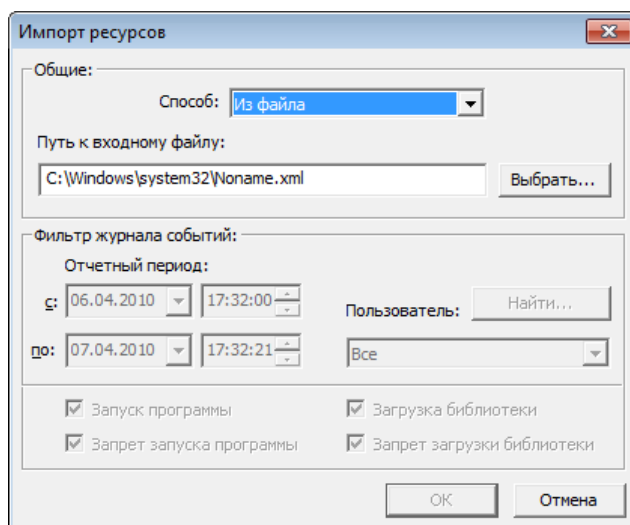 Импорт ресурсов
Общие:
Способ: Из файла
Путь к входному файлу:
C:\Windows\system32\Noname.xml Выбрать...
Фильтр журнала событий:
Отчетный период:
с: 06.04.2010 17:32:00 Пользователь: Найти...
по: 07.04.2010 17:32:21 Все
Запуск программы Загрузка библиотеки
Запрет запуска программы Запрет загрузки библиотеки
OK Отмена